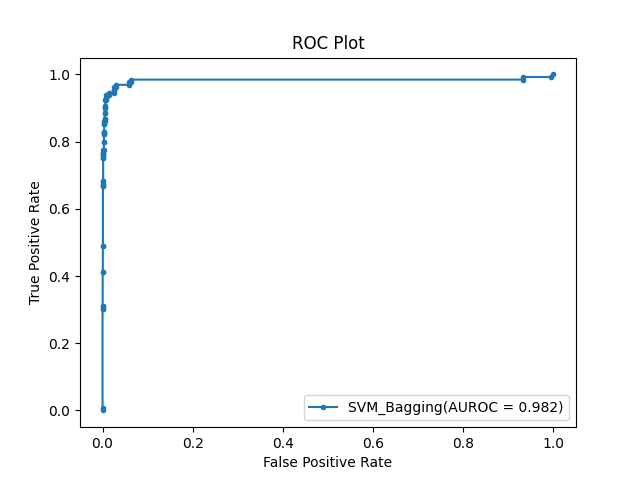 ROC Plot
1.0
0.8
0.6
0.4
0.2
0.0
True Positive Rate
SVM_Bagging(AUROC = 0.982)
0.0 0.2 0.4 0.6 0.8 1.0
False Positive Rate